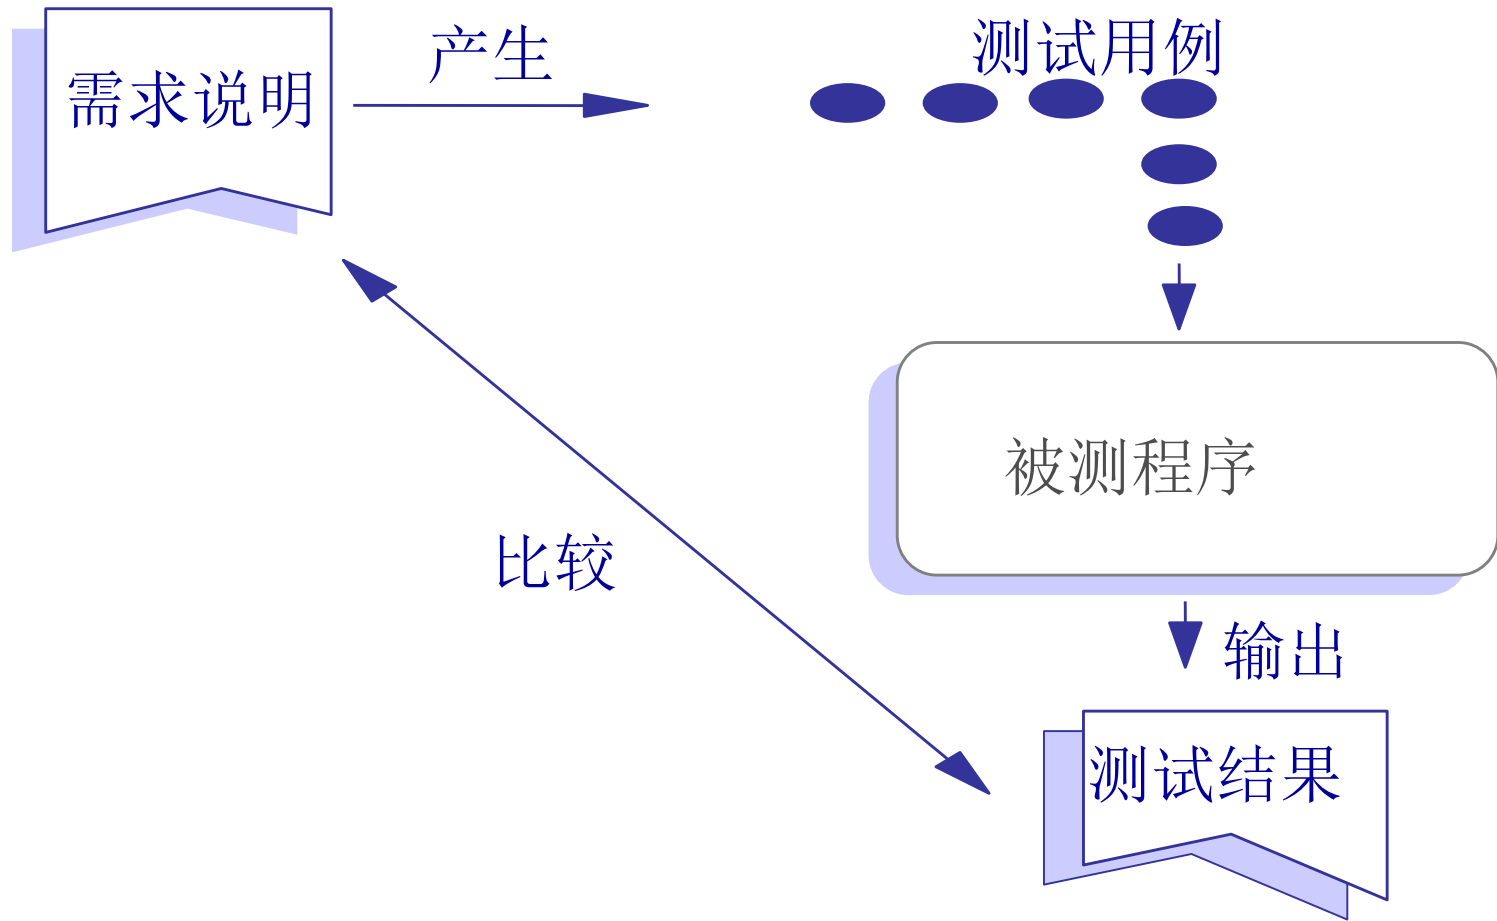 需求说明
产生
测试用例
被测程序
比较
输出
测试结果